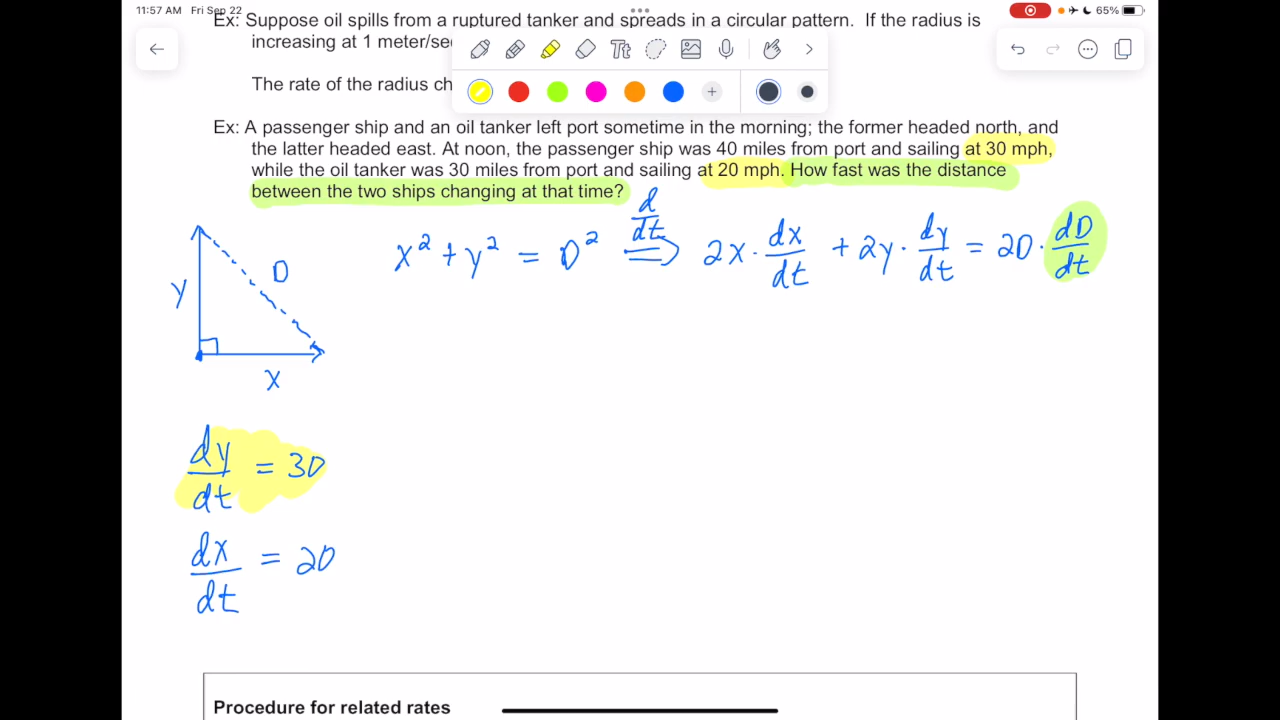 11:57 AM Fri Sep 22
65%
Ex: Suppose oil spills from a ruptured tanker and spreads in a circular pattern. If the radius is
increasing at 1 meter/se
Tt
The rate of the radius ch
Ex: A passenger ship and an oil tanker left port sometime in the morning; the former headed north, and
the latter headed east. At noon, the passenger ship was 40 miles from port and sailing at 30 mph,
while the oil tanker was 30 miles from port and sailing at 20 mph. How fast was the distance
between the two ships changing at that time?
x² + y² = D² d/dt ⇒ 2x · dx/dt + 2y · dy/dt = 2D · dD/dt
D
y
x
dy/dt = 30
dx/dt = 20
Procedure for related rates